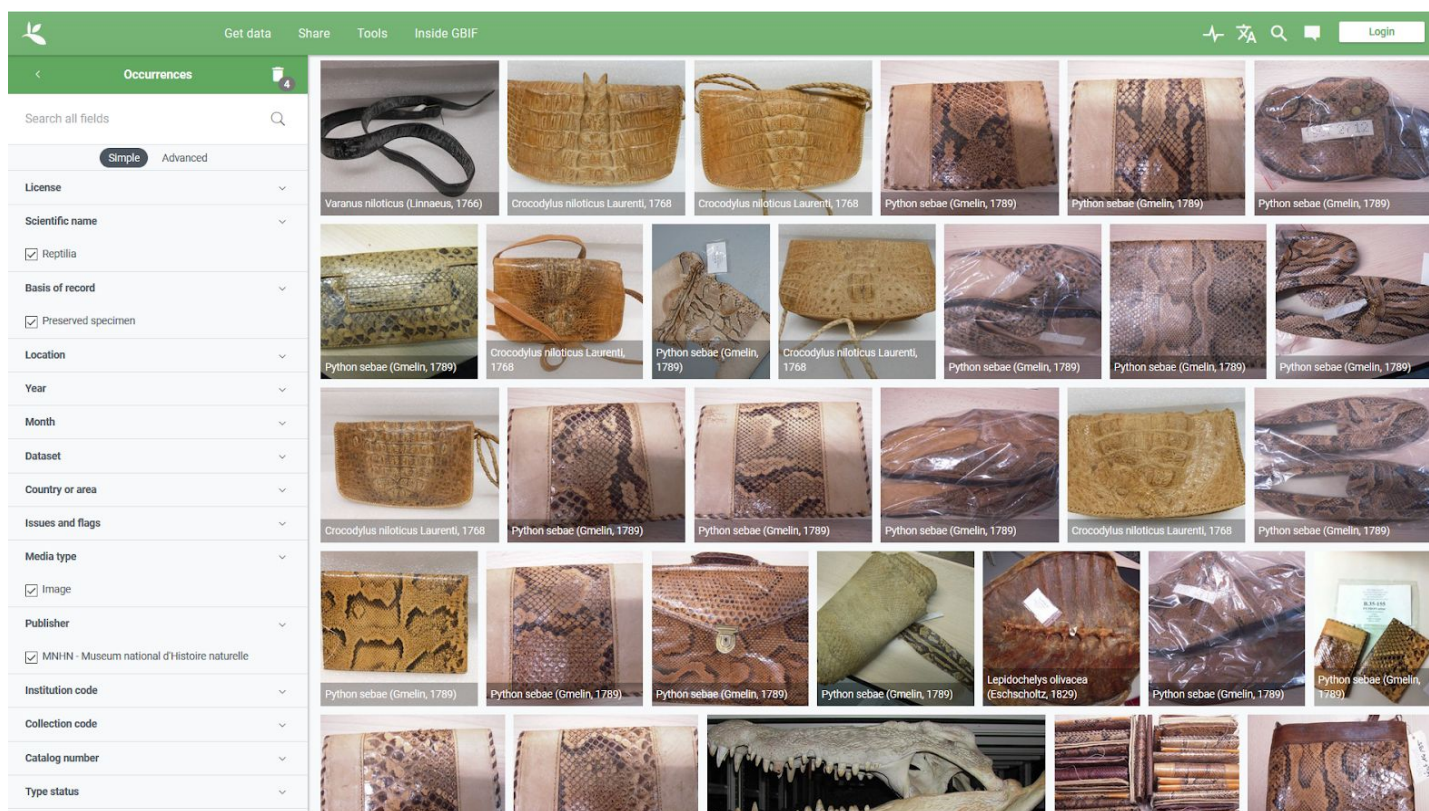 Get data Share Tools Inside GBIF Login
Occurrences 4
Search all fields
Simple Advanced
License
Scientific name
Reptilia
Basis of record
Preserved specimen
Location
Year
Month
Dataset
Country or area
Issues and flags
Media type
Image
Publisher
MNHN - Museum national d'Histoire naturelle
Institution code
Collection code
Catalog number
Type status
Varanus niloticus (Linnaeus, 1766)
Crocodylus niloticus Laurenti, 1768
Crocodylus niloticus Laurenti, 1768
Python sebae (Gmelin, 1789)
Python sebae (Gmelin, 1789)
Python sebae (Gmelin, 1789)
Python sebae (Gmelin, 1789)
Crocodylus niloticus Laurenti,
1768
Python sebae (Gmelin,
1789)
Crocodylus niloticus Laurenti,
1768
Python sebae (Gmelin, 1789)
Python sebae (Gmelin, 1789)
Python sebae (Gmelin, 1789)
Crocodylus niloticus Laurenti, 1768
Python sebae (Gmelin, 1789)
Python sebae (Gmelin, 1789)
Python sebae (Gmelin, 1789)
Crocodylus niloticus Laurenti, 1768
Python sebae (Gmelin, 1789)
Python sebae (Gmelin, 1789)
Python sebae (Gmelin, 1789)
Python sebae (Gmelin, 1789)
Python sebae (Gmelin, 1789)
Lepidochelys olivacea
(Eschscholtz, 1829)
Python sebae (Gmelin, 1789)
Python sebae (Gmelin,
1789)